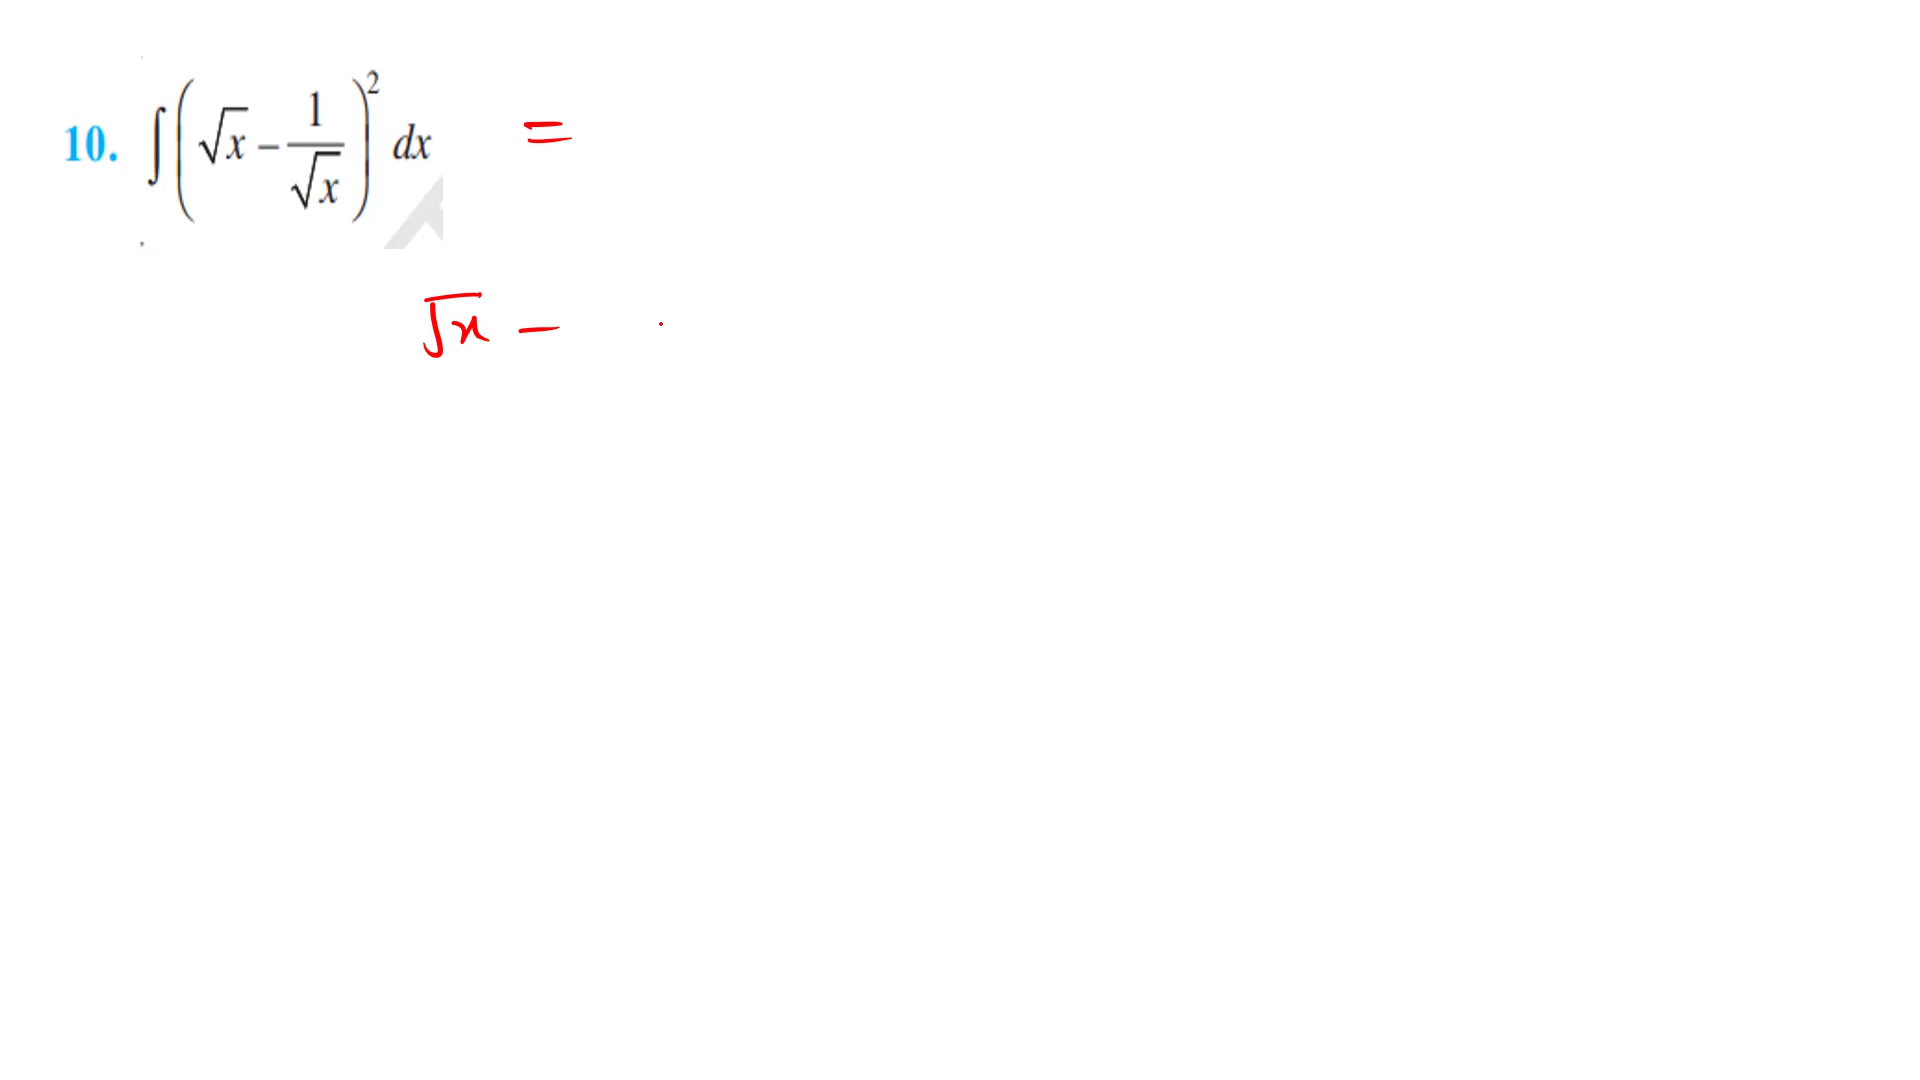 10. ∫(√x − 1/√x)² dx =
√x −